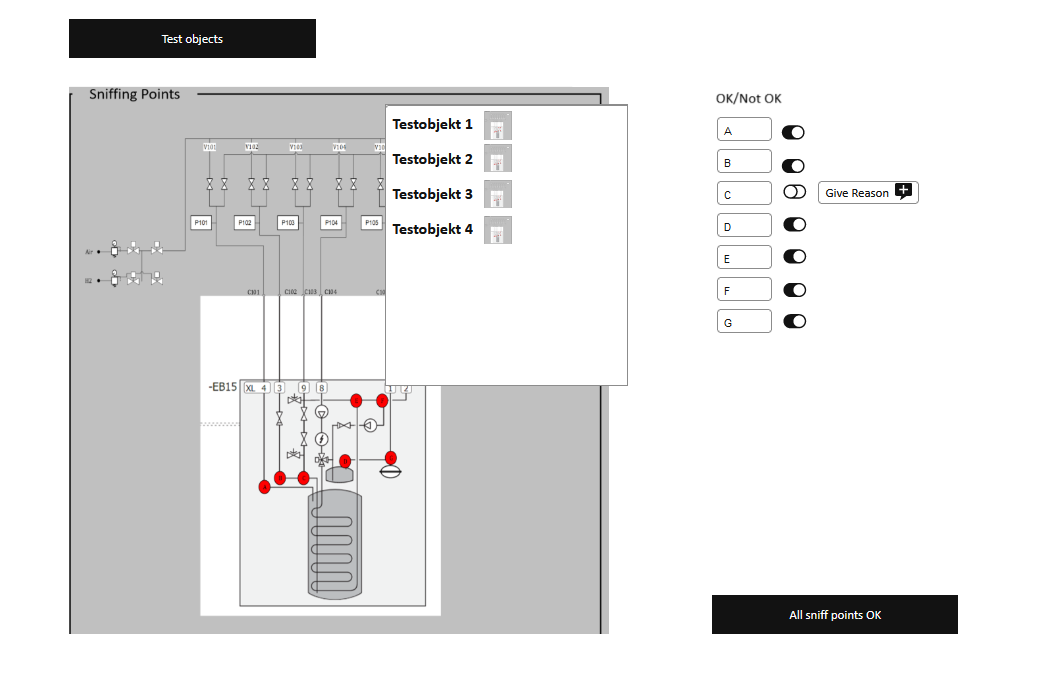 Test objects
Sniffing Points
OK/Not OK
Testobjekt 1
Testobjekt 2
Testobjekt 3
Testobjekt 4
A
B
C
Give Reason
D
E
F
G
V101 V102 V103 V104
P101 P102 P103 P104 P105
Air
H2
C101 C102 C103 C104
-EB15 XL 4 3 9 8 1 2
All sniff points OK